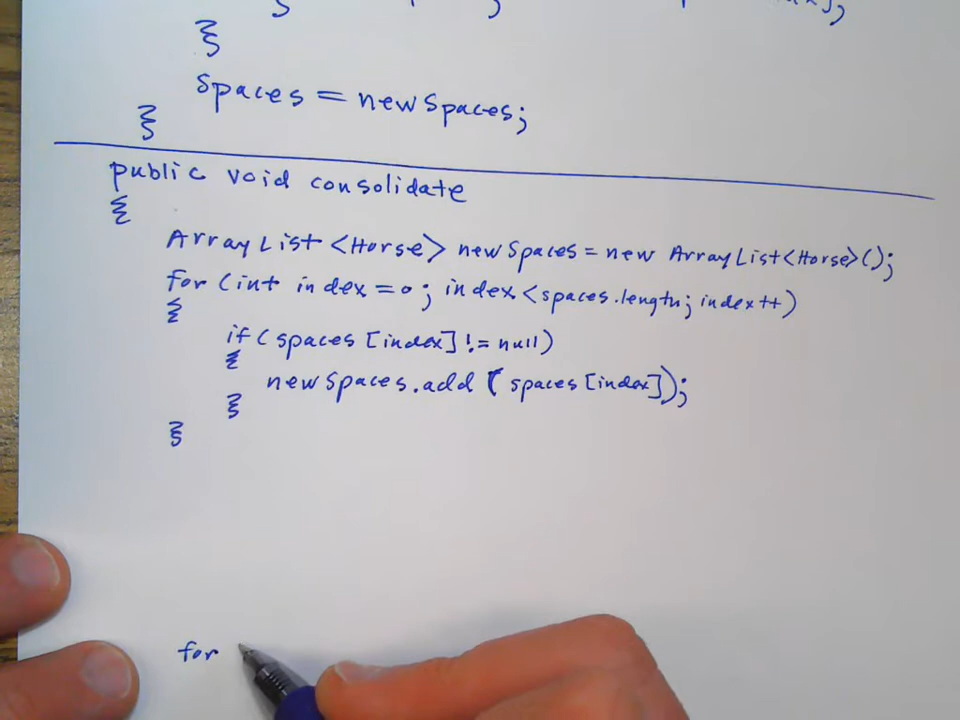 }
spaces = newSpaces;
}
public void consolidate
{
ArrayList <Horse> newSpaces = new ArrayList<Horse>();
for (int index = 0; index < spaces.length; index++)
{
if ( spaces [index] != null)
{
newSpaces.add ( spaces [index]);
}
}
for